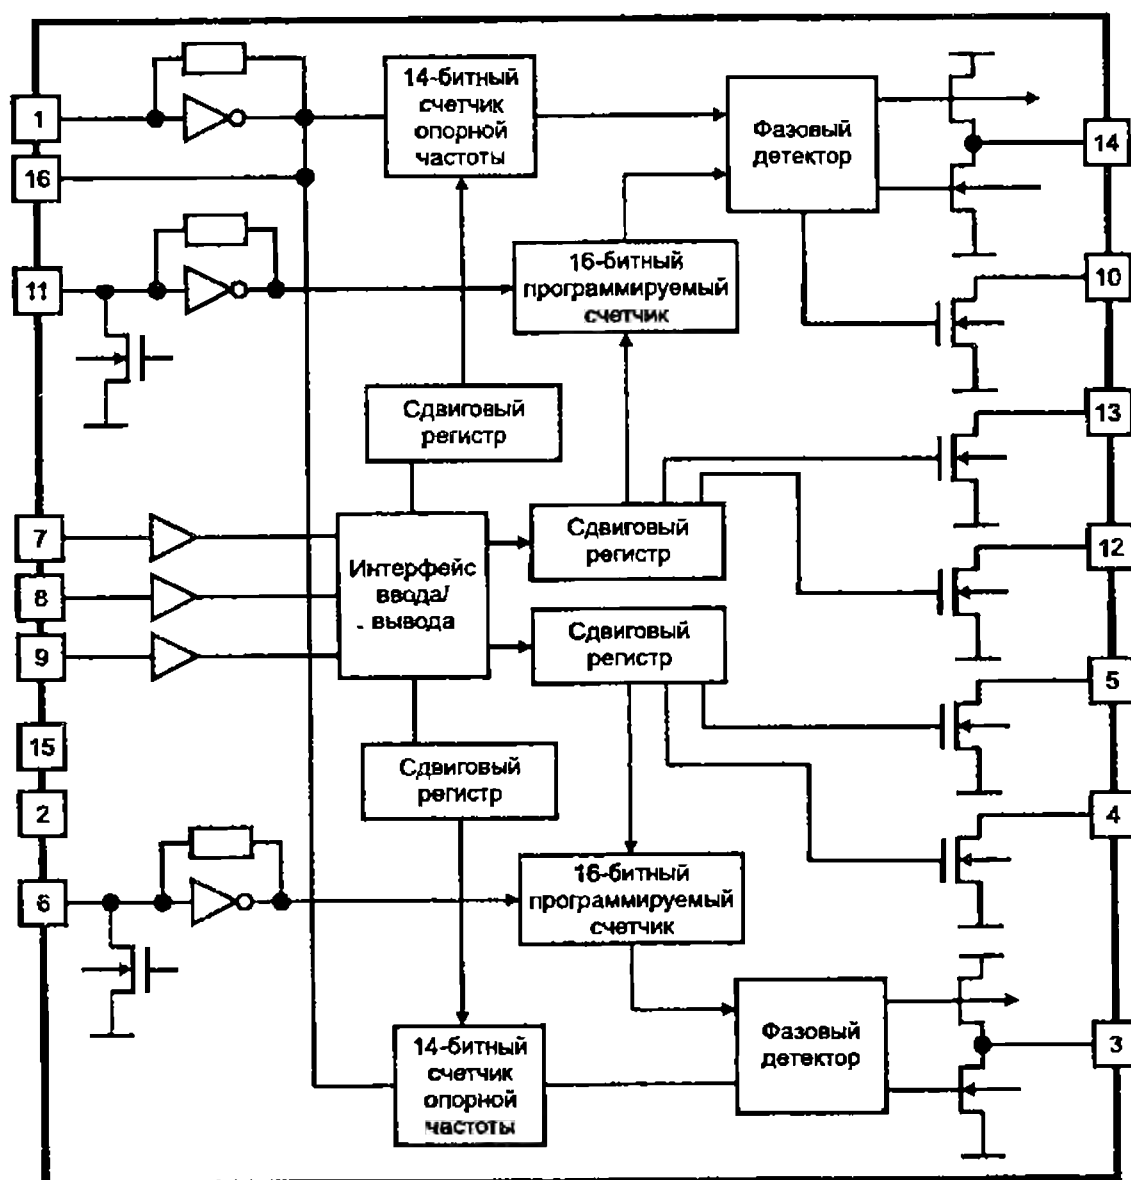 1
14-битный
счетчик
опорной
частоты
Фазовый
детектор
14
16
11
16-битный
программируемый
счетчик
10
Сдвиговый
регистр
13
7
Сдвиговый
регистр
12
Интерфейс
ввода/
вывода
8
9
Сдвиговый
регистр
5
15
Сдвиговый
регистр
2
4
6
16-битный
программируемый
счетчик
14-битный
счетчик
опорной
частоты
Фазовый
детектор
3